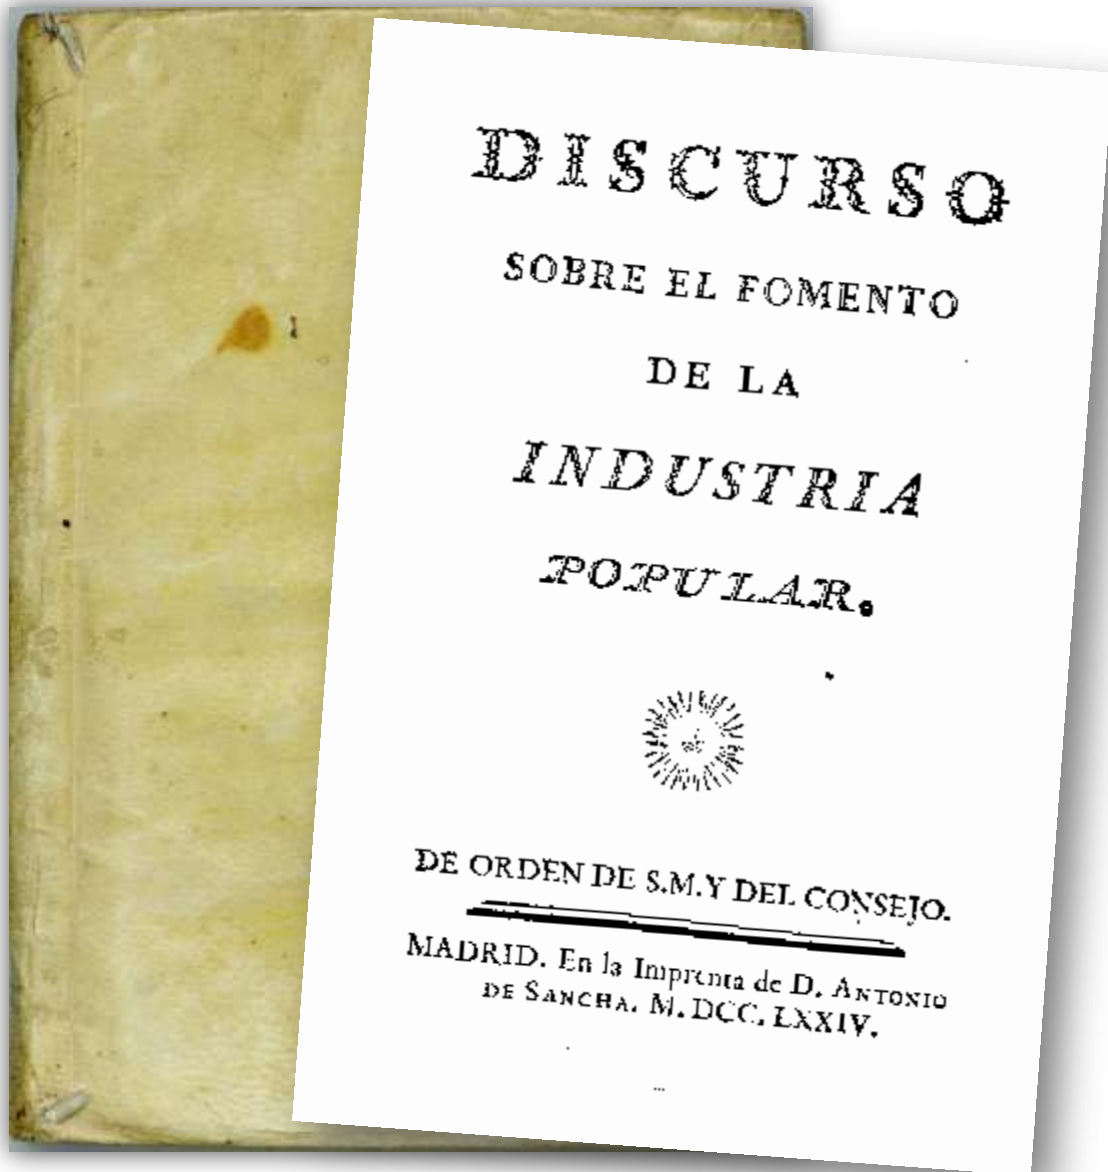 DISCURSO
SOBRE EL FOMENTO
DE LA
INDUSTRIA
POPULAR.
DE ORDEN DE S.M.Y DEL CONSEJO.
MADRID. En la Imprenta de D. ANTONIO
DE SANCHA. M. DCC. LXXIV.